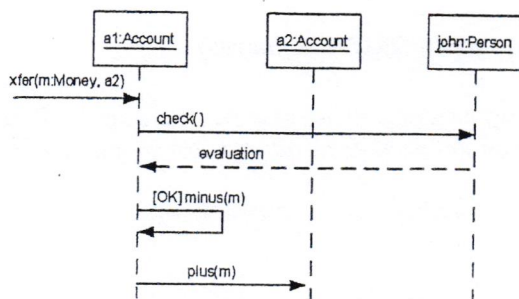 a1:Account
a2:Account
john:Person
xfer(m:Money, a2)
check()
evaluation
[OK] minus(m)
plus(m)